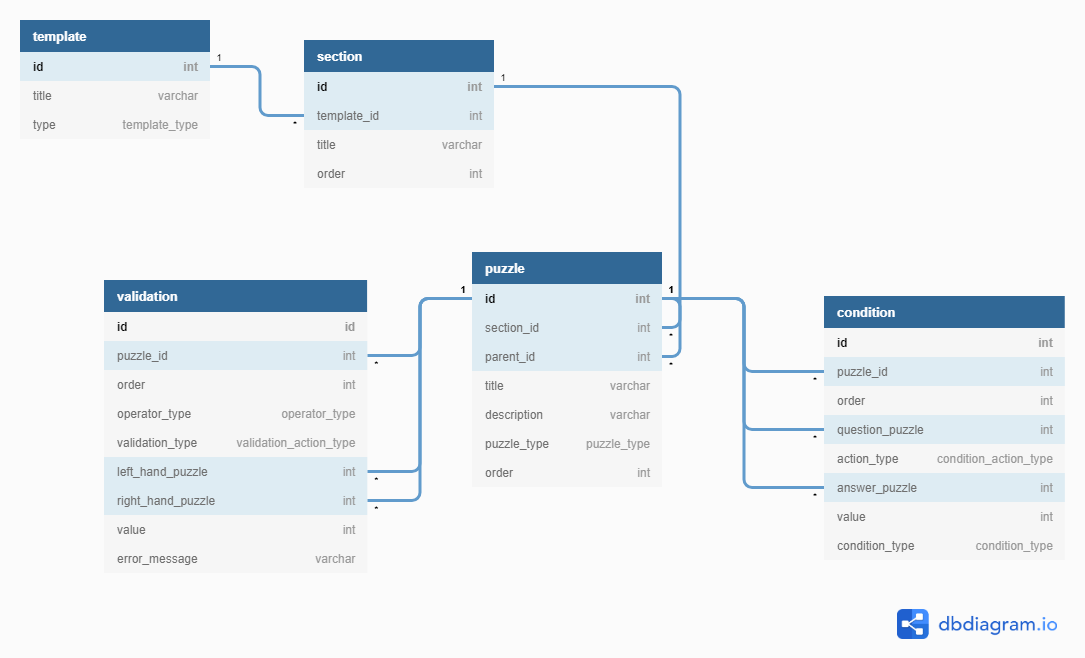 template
id int
title varchar
type template_type
1
*
section
id int
template_id int
title varchar
order int
1
validation
id id
puzzle_id int
order int
operator_type operator_type
validation_type validation_action_type
left_hand_puzzle int
right_hand_puzzle int
value int
error_message varchar
*
*
*
1
puzzle
id int
section_id int
parent_id int
title varchar
description varchar
puzzle_type puzzle_type
order int
1
*
*
condition
id int
puzzle_id int
order int
question_puzzle int
action_type condition_action_type
answer_puzzle int
value int
condition_type condition_type
*
*
*
dbdiagram.io